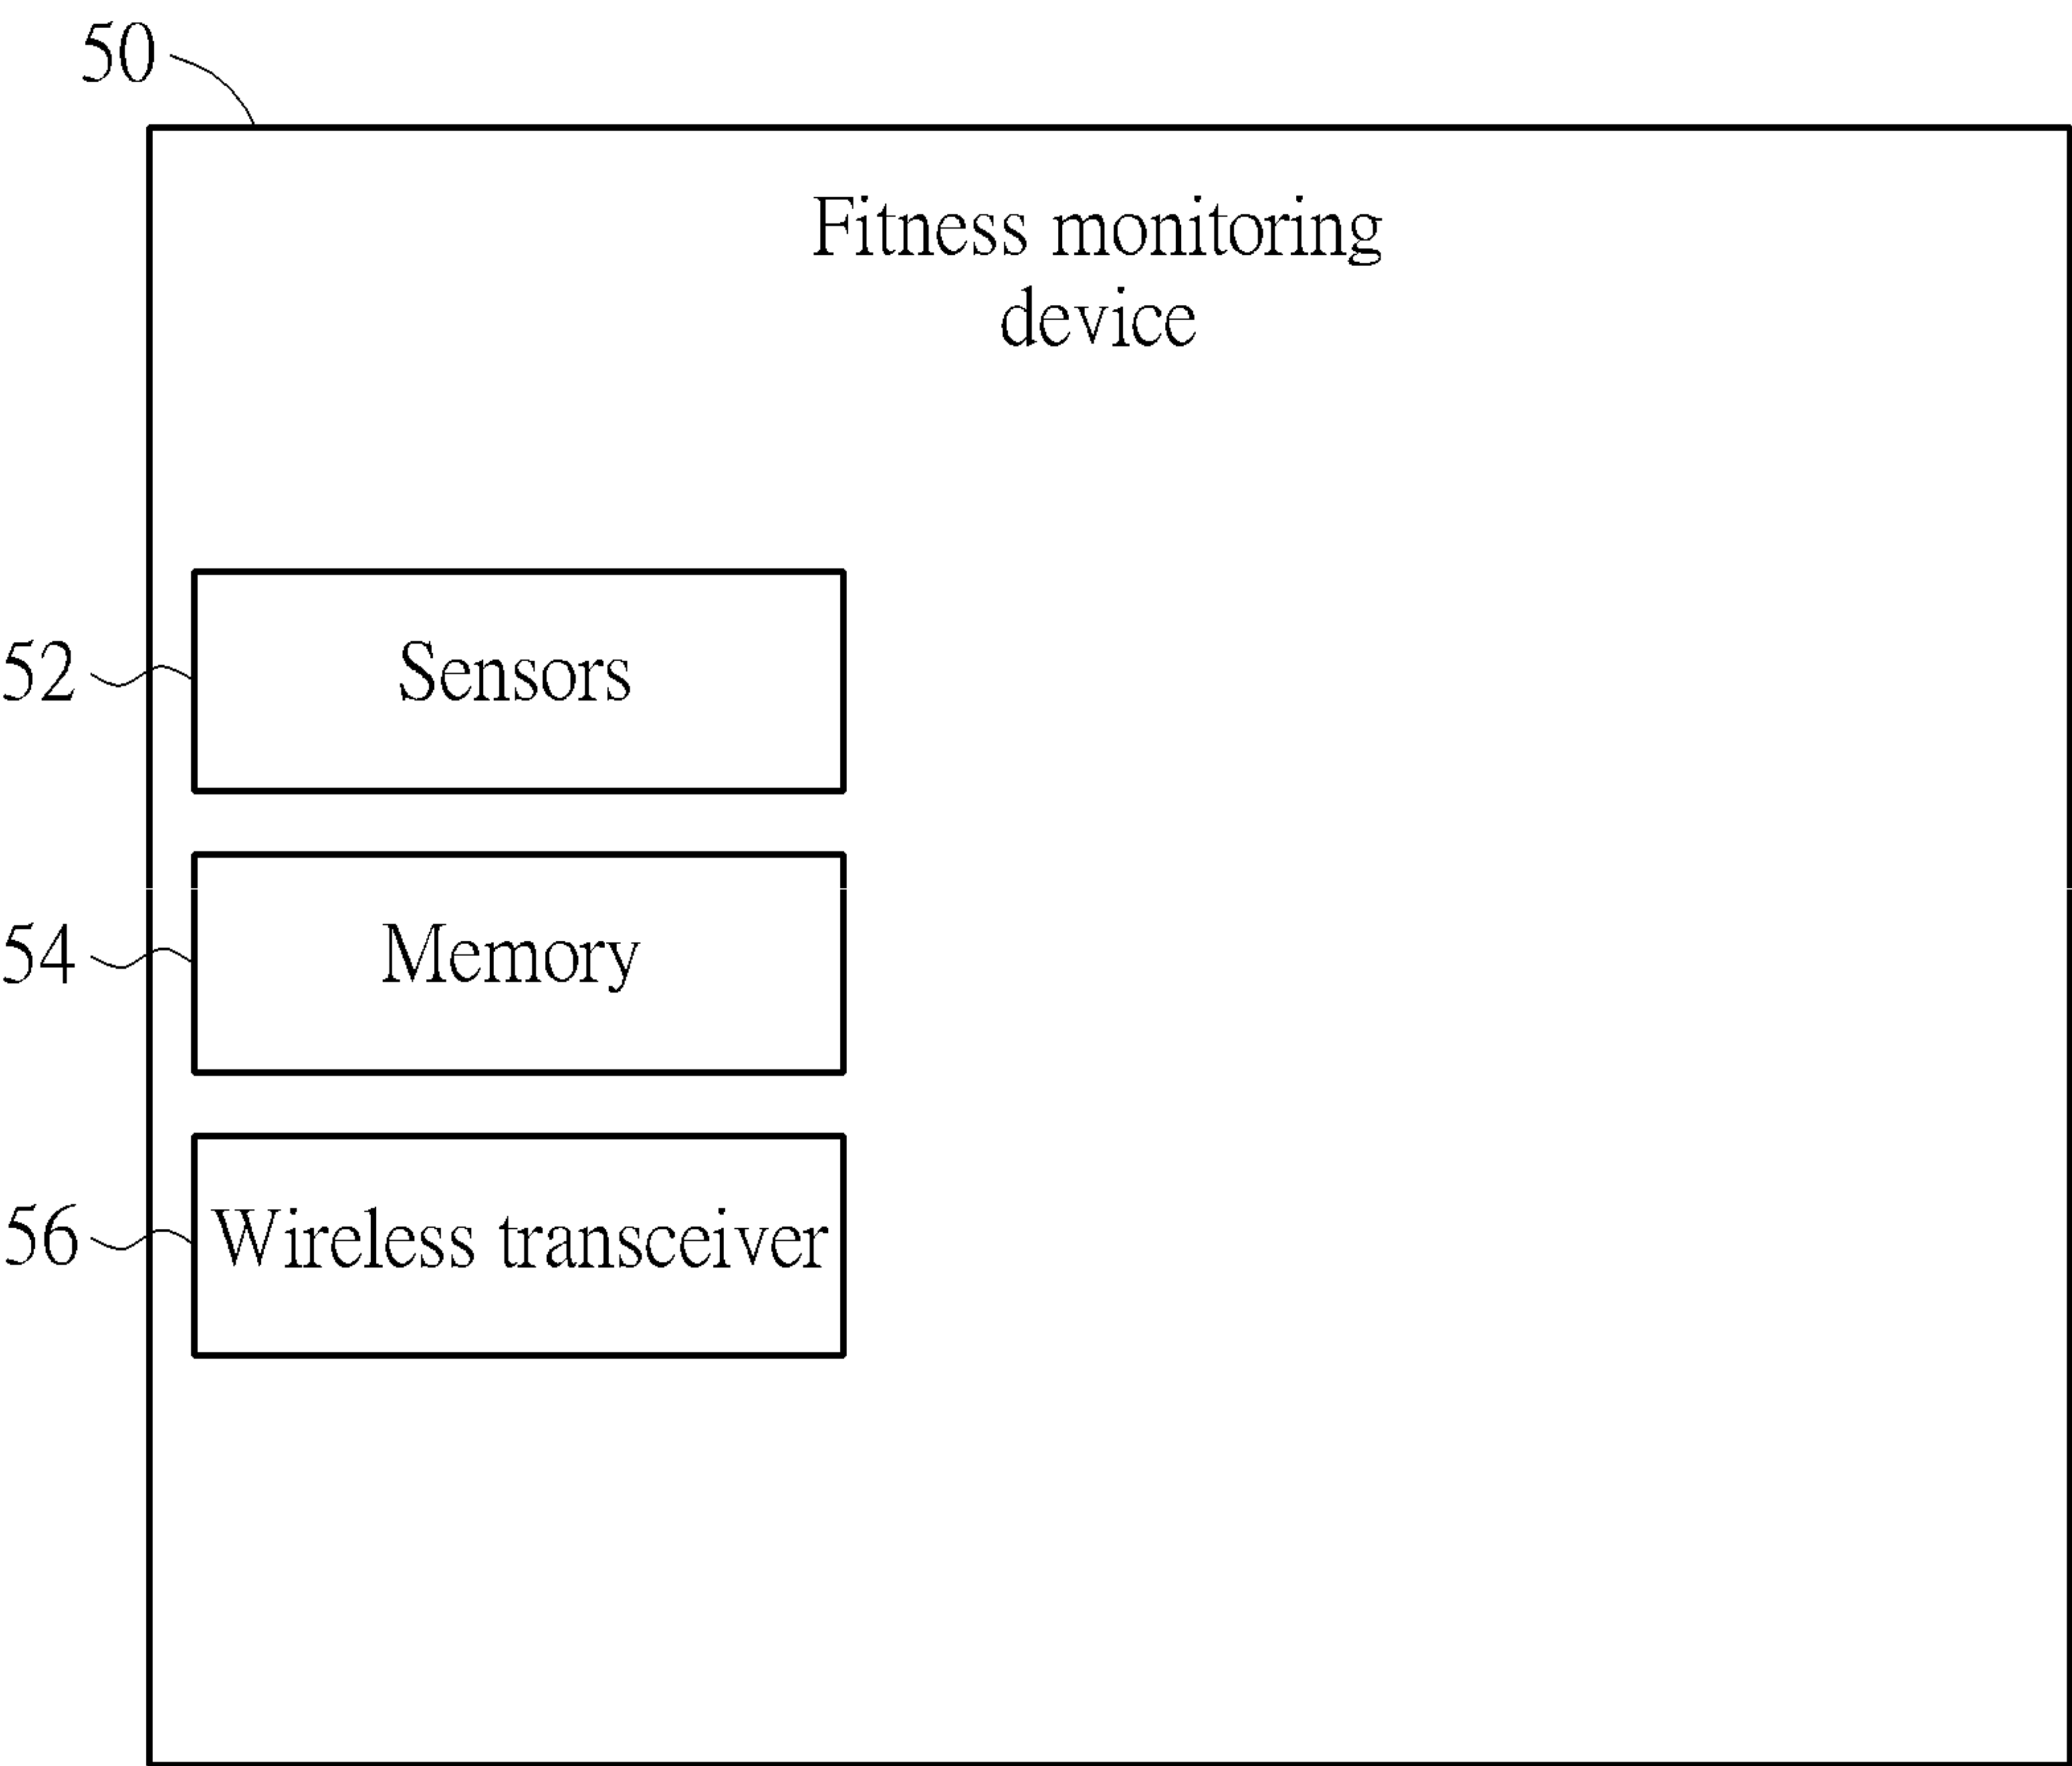 50
Fitness monitoring
device
52
Sensors
54
Memory
56
Wireless transceiver